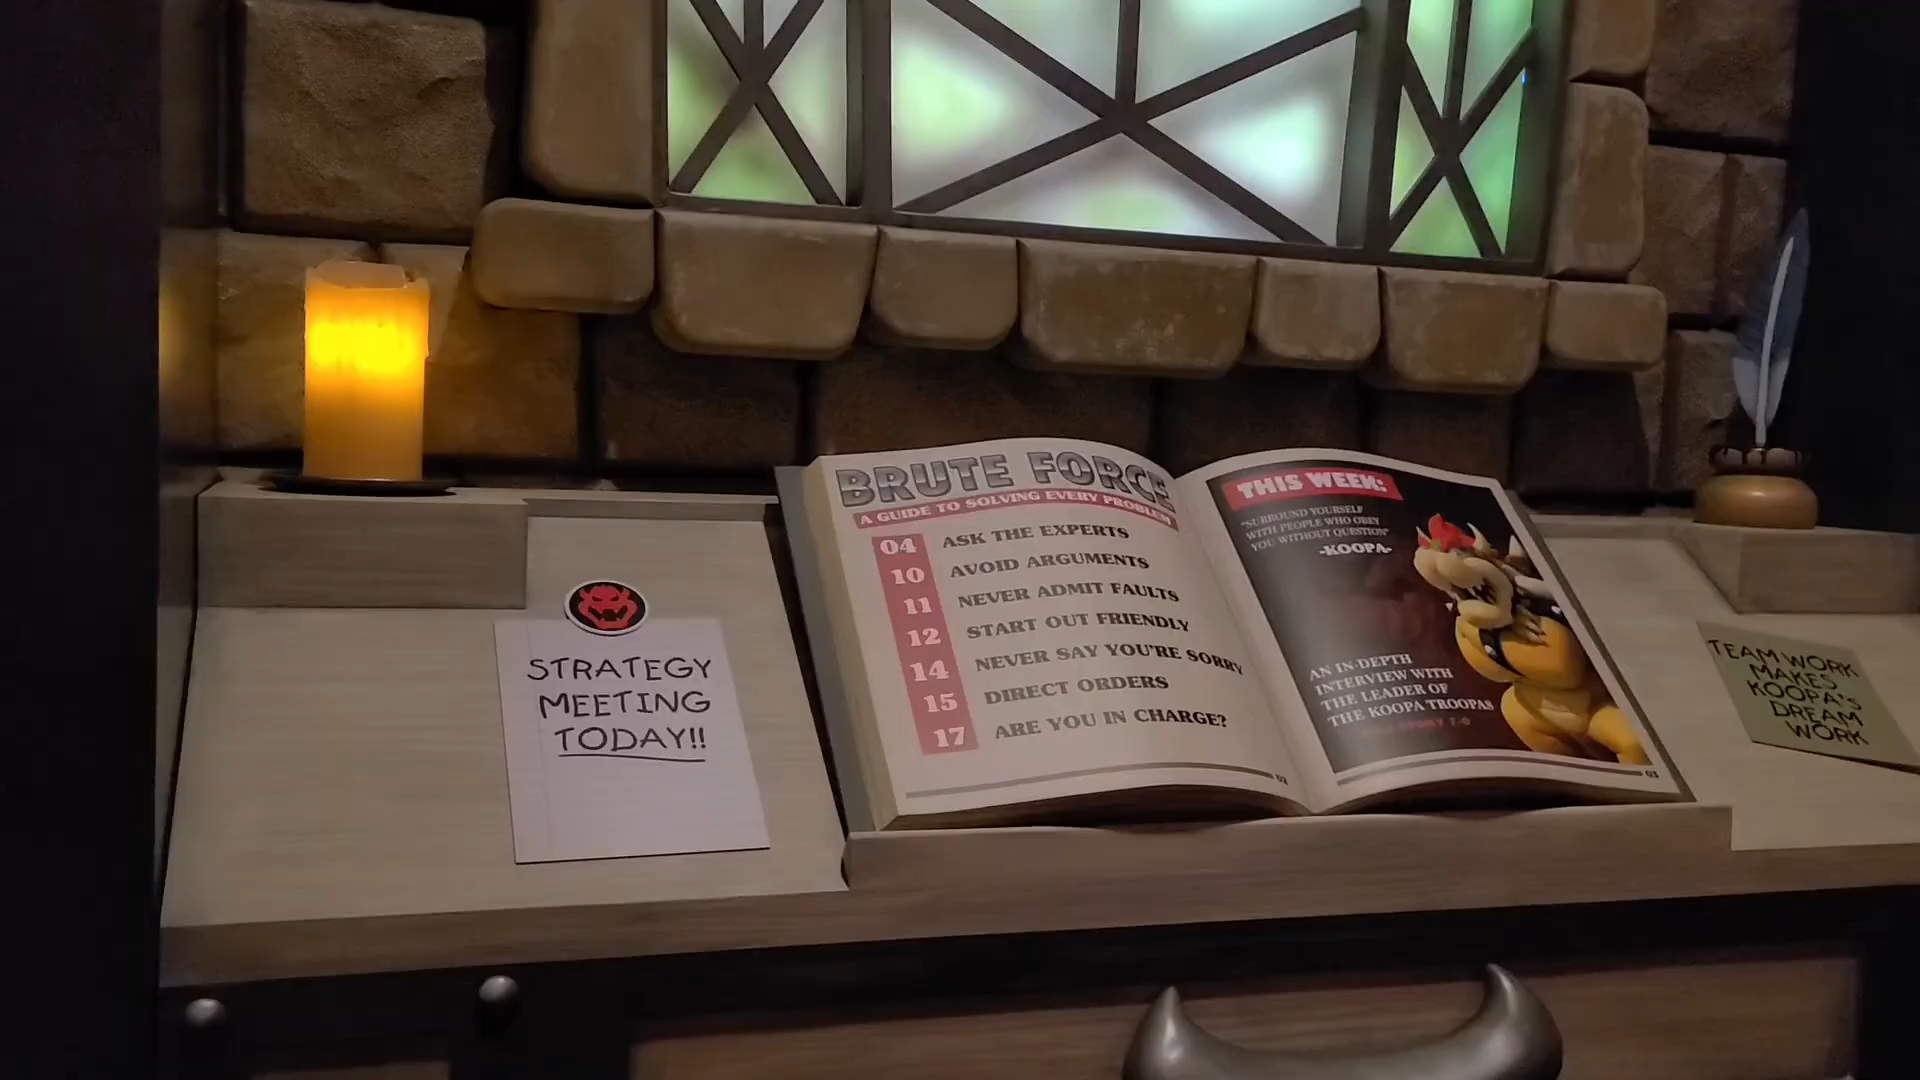 STRATEGY
MEETING
TODAY!!
BRUTE FORCE
A GUIDE TO SOLVING EVERY PROBLEM
04 ASK THE EXPERTS
10 AVOID ARGUMENTS
11 NEVER ADMIT FAULTS
12 START OUT FRIENDLY
14 NEVER SAY YOU'RE SORRY
15 DIRECT ORDERS
17 ARE YOU IN CHARGE?
02
THIS WEEK:
"SURROUND YOURSELF
WITH PEOPLE WHO OBEY
YOU WITHOUT QUESTION"
-KOOPA-
AN IN-DEPTH
INTERVIEW WITH
THE LEADER OF
THE KOOPA TROOPAS
03
TEAMWORK
MAKES
KOOPA'S
DREAM
WORK